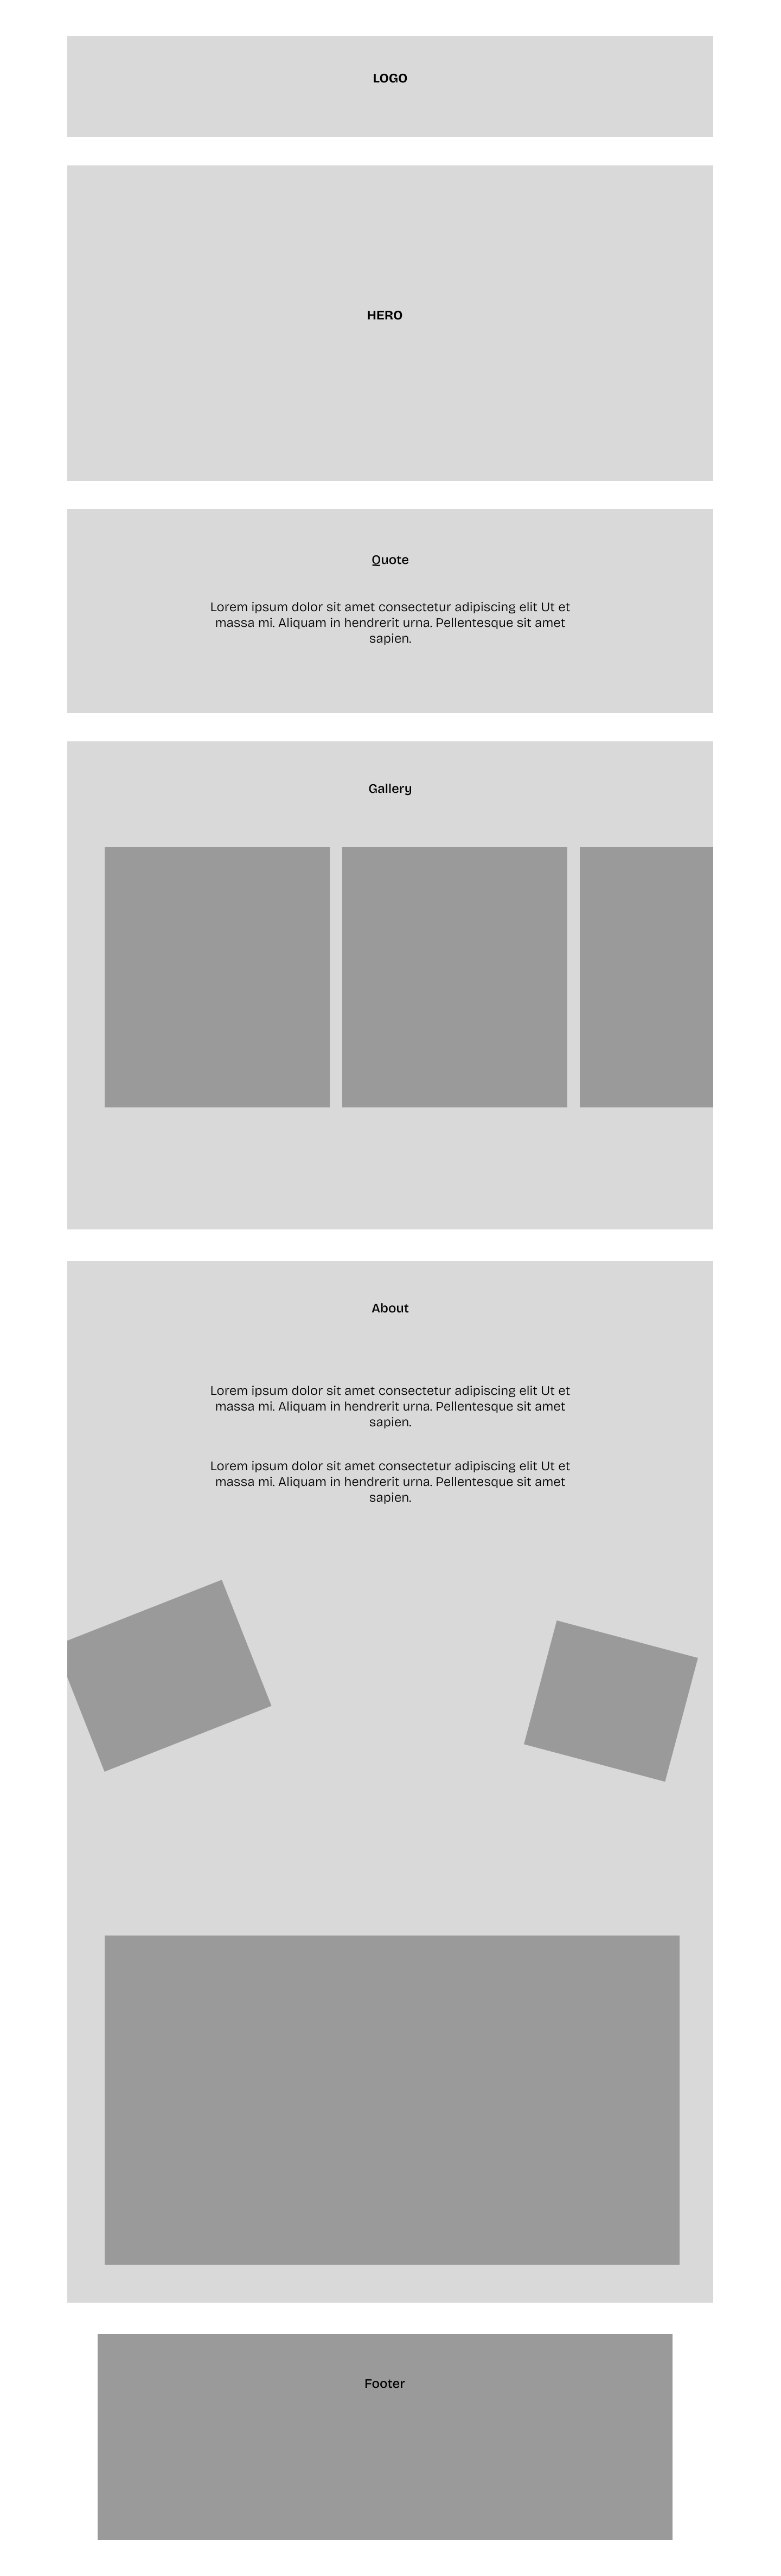 LOGO
HERO
Quote
Lorem ipsum dolor sit amet consectetur adipiscing elit Ut et
massa mi. Aliquam in hendrerit urna. Pellentesque sit amet
sapien.
Gallery
About
Lorem ipsum dolor sit amet consectetur adipiscing elit Ut et
massa mi. Aliquam in hendrerit urna. Pellentesque sit amet
sapien.
Lorem ipsum dolor sit amet consectetur adipiscing elit Ut et
massa mi. Aliquam in hendrerit urna. Pellentesque sit amet
sapien.
Footer